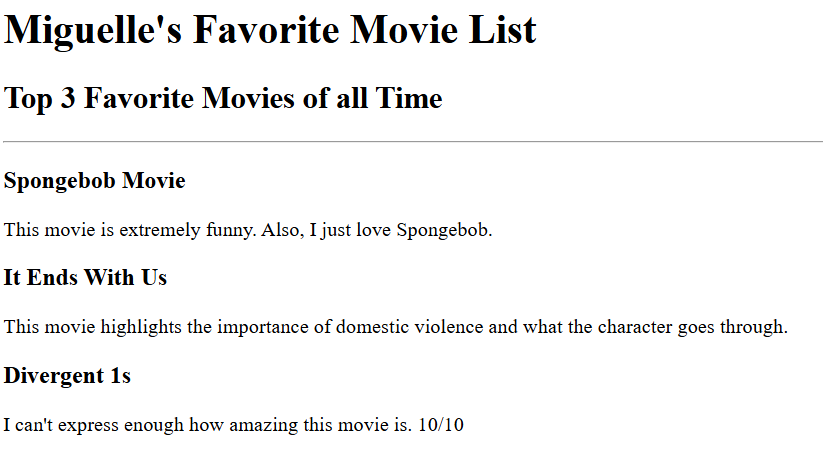 Miguelle's Favorite Movie List
Top 3 Favorite Movies of all Time
Spongebob Movie
This movie is extremely funny. Also, I just love Spongebob.
It Ends With Us
This movie highlights the importance of domestic violence and what the character goes through.
Divergent 1s
I can't express enough how amazing this movie is. 10/10